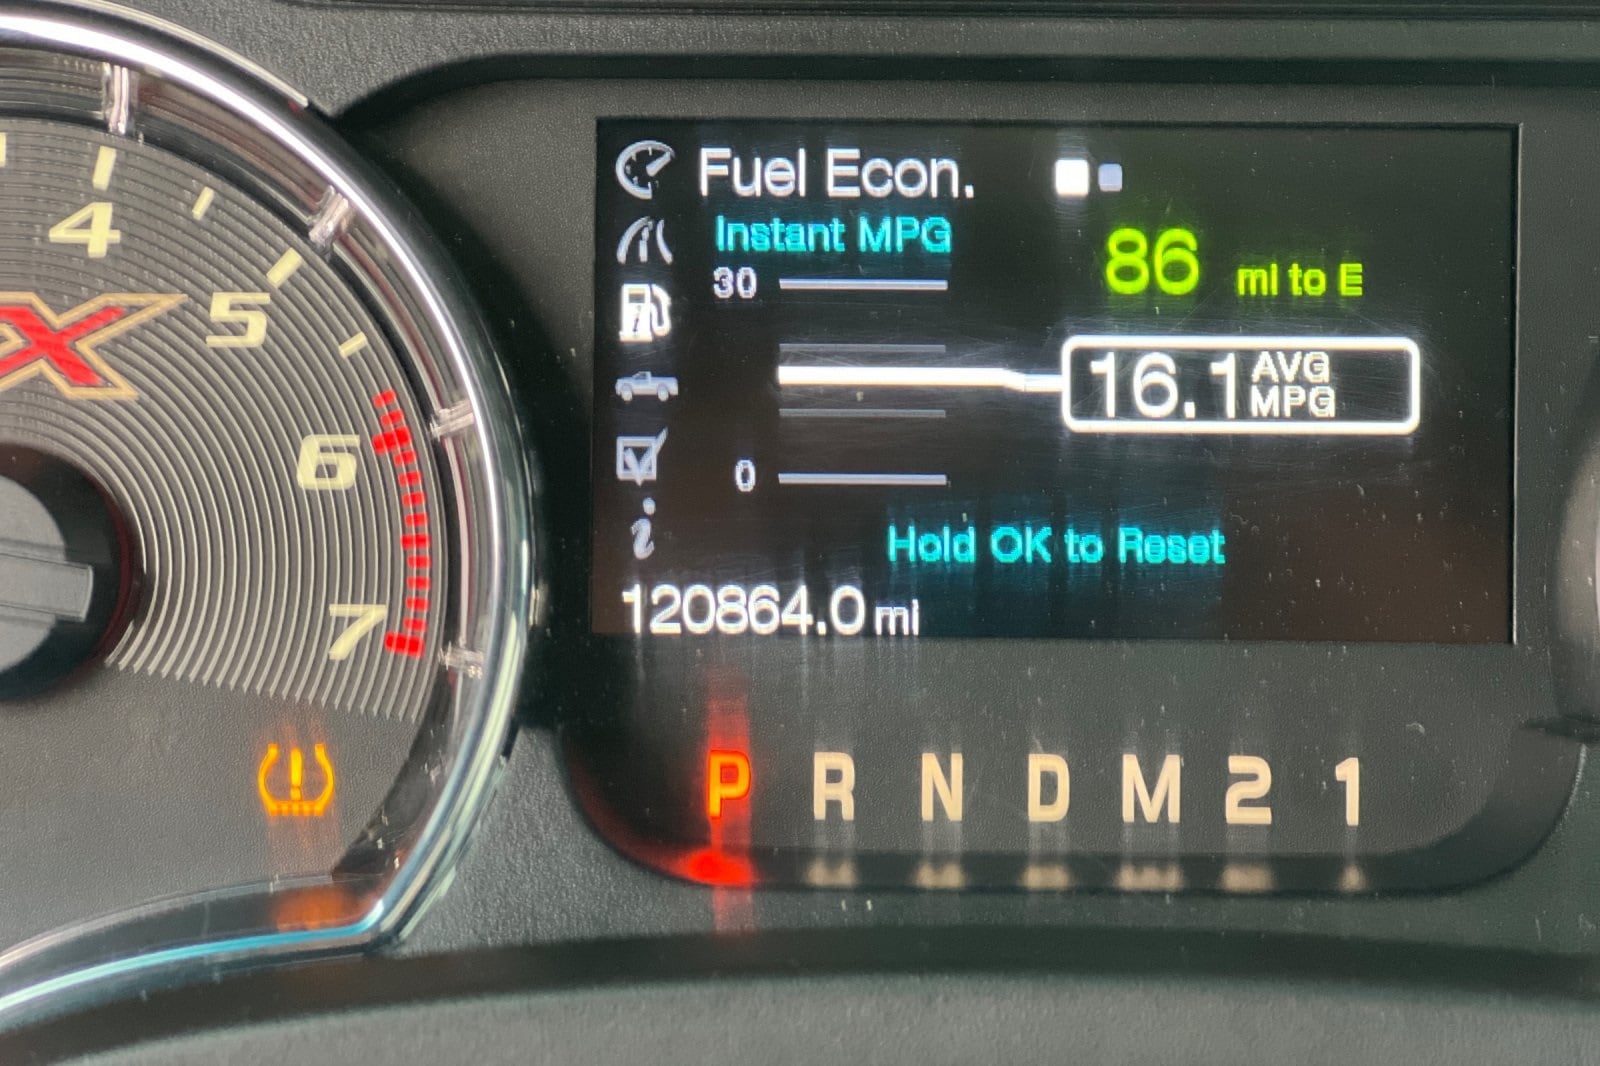 4
5
6
7
X
Fuel Econ.
Instant MPG
30
86 mi to E
16.1 AVG MPG
0
Hold OK to Reset
120864.0 mi
P R N D M 2 1